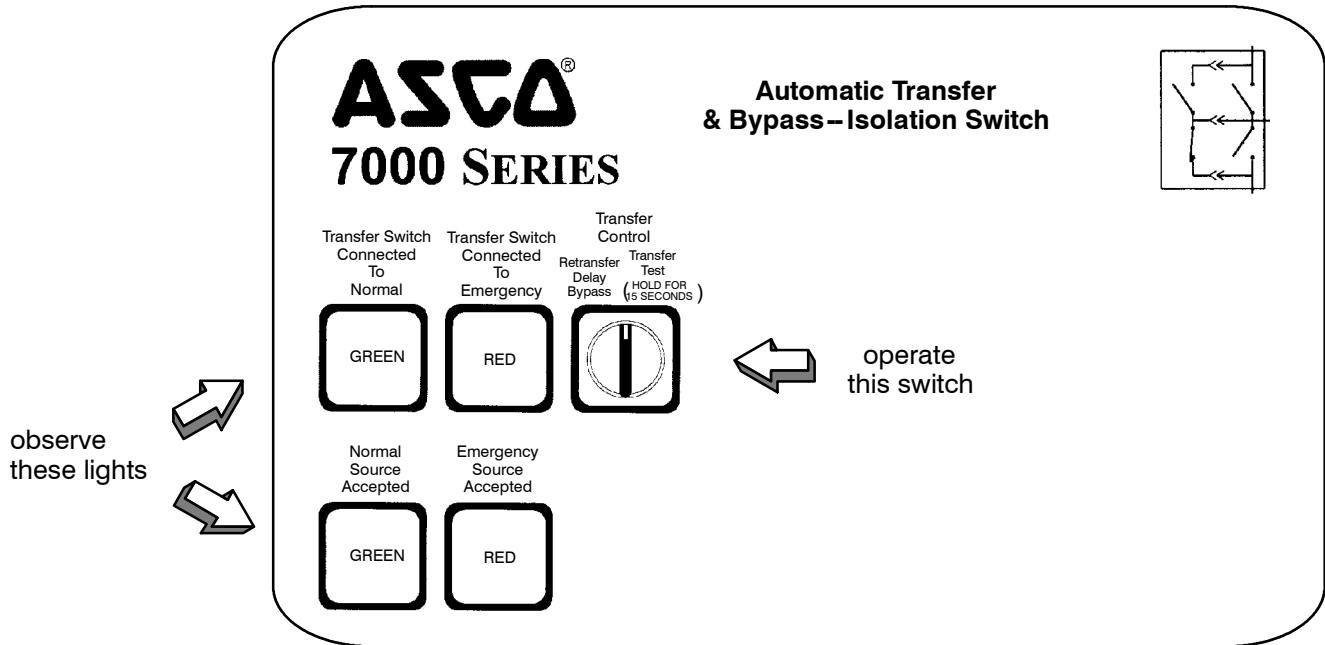 ASCO®
7000 SERIES
Automatic Transfer
& Bypass--Isolation Switch
Transfer Switch
Connected
To
Normal
Transfer Switch
Connected
To
Emergency
Transfer
Control
Retransfer
Delay
Bypass
Transfer
Test
(HOLD FOR
15 SECONDS)
GREEN
RED
operate
this switch
observe
these lights
Normal
Source
Accepted
Emergency
Source
Accepted
GREEN
RED